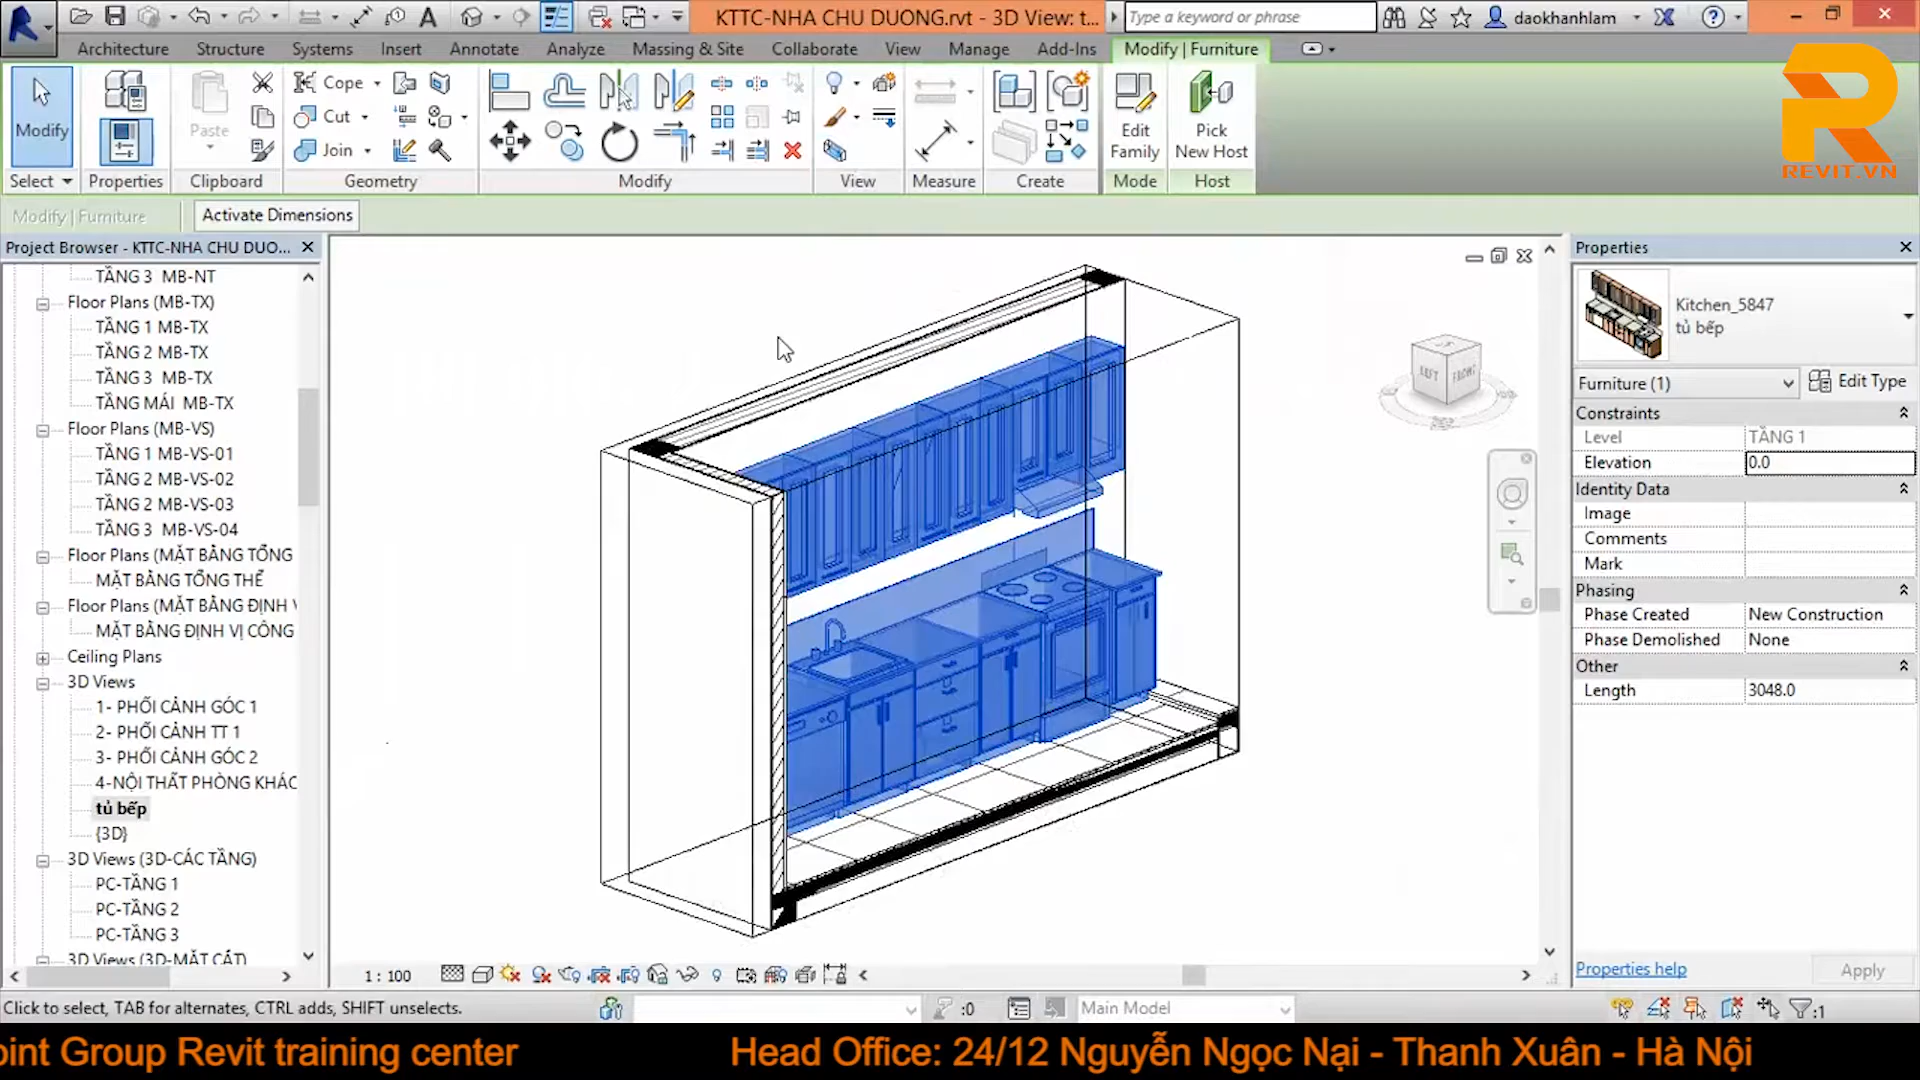 KTTC-NHA CHU DUONG.rvt - 3D View: t...
Type a keyword or phrase
daokhanhlam
Architecture Structure Systems Insert Annotate Analyze Massing & Site Collaborate View Manage Add-Ins Modify | Furniture
Modify
Paste
Cope
Cut
Join
Edit Family
Pick New Host
Select Properties Clipboard Geometry Modify View Measure Create Mode Host
REVIT.VN
Modify | Furniture
Activate Dimensions
Project Browser - KTTC-NHA CHU DUO...
TẦNG 3 MB-NT
Floor Plans (MB-TX)
TẦNG 1 MB-TX
TẦNG 2 MB-TX
TẦNG 3 MB-TX
TẦNG MÁI MB-TX
Floor Plans (MB-VS)
TẦNG 1 MB-VS-01
TẦNG 2 MB-VS-02
TẦNG 2 MB-VS-03
TẦNG 3 MB-VS-04
Floor Plans (MẶT BẰNG TỔNG
MẶT BẰNG TỔNG THỂ
Floor Plans (MẶT BẰNG ĐỊNH V
MẶT BẰNG ĐỊNH VỊ CÔNG
Ceiling Plans
3D Views
1- PHỐI CẢNH GÓC 1
2- PHỐI CẢNH TT 1
3- PHỐI CẢNH GÓC 2
4-NỘI THẤT PHÒNG KHÁC
tủ bếp
{3D}
3D Views (3D-CÁC TẦNG)
PC-TẦNG 1
PC-TẦNG 2
PC-TẦNG 3
3D Views (3D-MẶT CẮT)
LEFT FRONT
1 : 100
Properties
Kitchen_5847
tủ bếp
Furniture (1)
Edit Type
Constraints
Level TẦNG 1
Elevation 0.0
Identity Data
Image
Comments
Mark
Phasing
Phase Created New Construction
Phase Demolished None
Other
Length 3048.0
Properties help
Apply
Click to select, TAB for alternates, CTRL adds, SHIFT unselects.
:0
Main Model
:1
oint Group Revit training center Head Office: 24/12 Nguyễn Ngọc Nại - Thanh Xuân - Hà Nội